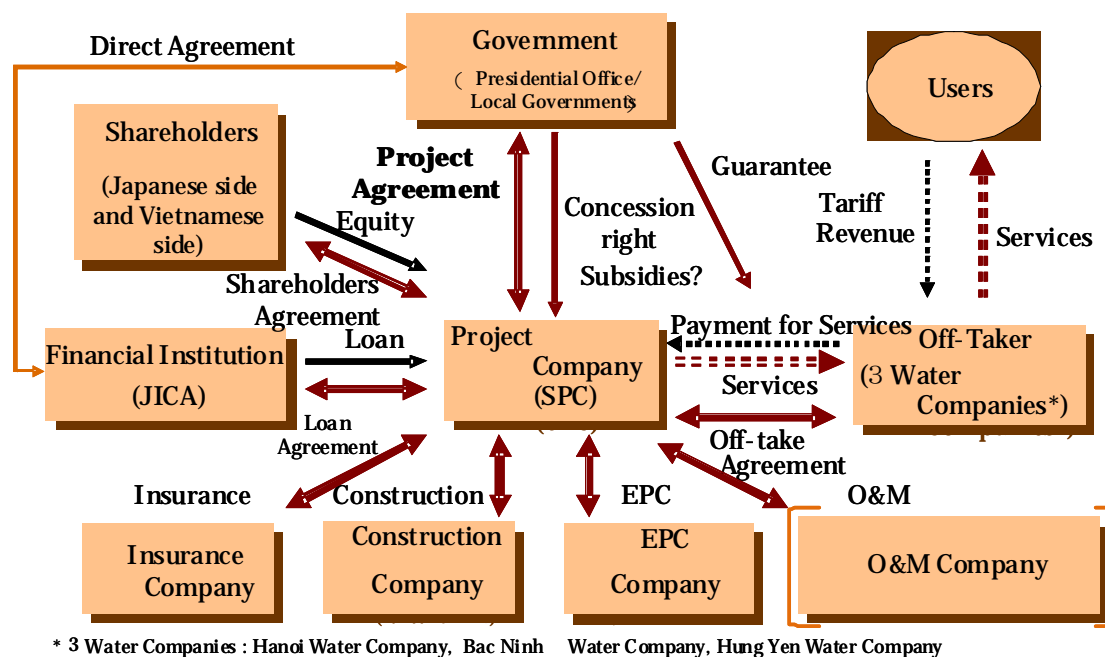 Direct Agreement
Government
( Presidential Office/
Local Governments)
Users
Shareholders
(Japanese side
and Vietnamese
side)
Project
Agreement
Equity
Guarantee
Concession
right
Subsidies?
Tariff
Revenue
Services
Shareholders
Agreement
Financial Institution
(JICA)
Loan
Loan
Agreement
Project
Company
(SPC)
Payment for Services
Services
Off-Taker
(3 Water
Companies*)
Off-take
Agreement
Insurance
Construction
EPC
O&M
Insurance
Company
Construction
Company
EPC
Company
O&M Company
* 3 Water Companies : Hanoi Water Company, Bac Ninh Water Company, Hung Yen Water Company